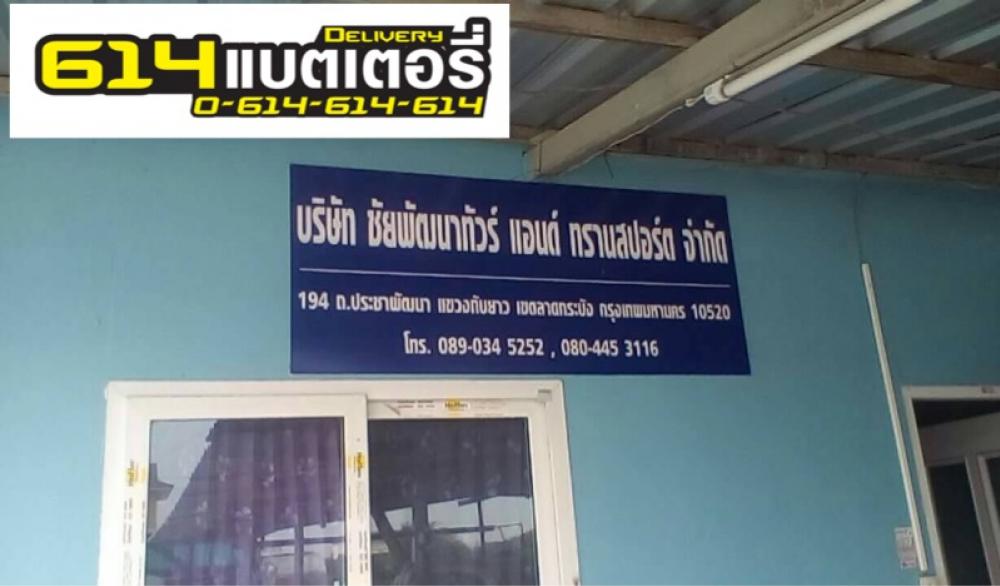 DELIVERY
614แบตเตอรี่
0-614-614-614
บริษัท ชัยพัฒนาทัวร์ แอนด์ ทรานสปอร์ต จำกัด
194 ถ.ประชาพัฒนา แขวงทับยาว เขตลาดกระบัง กรุงเทพมหานคร 10520
โทร. 089-034 5252 , 080-445 3116